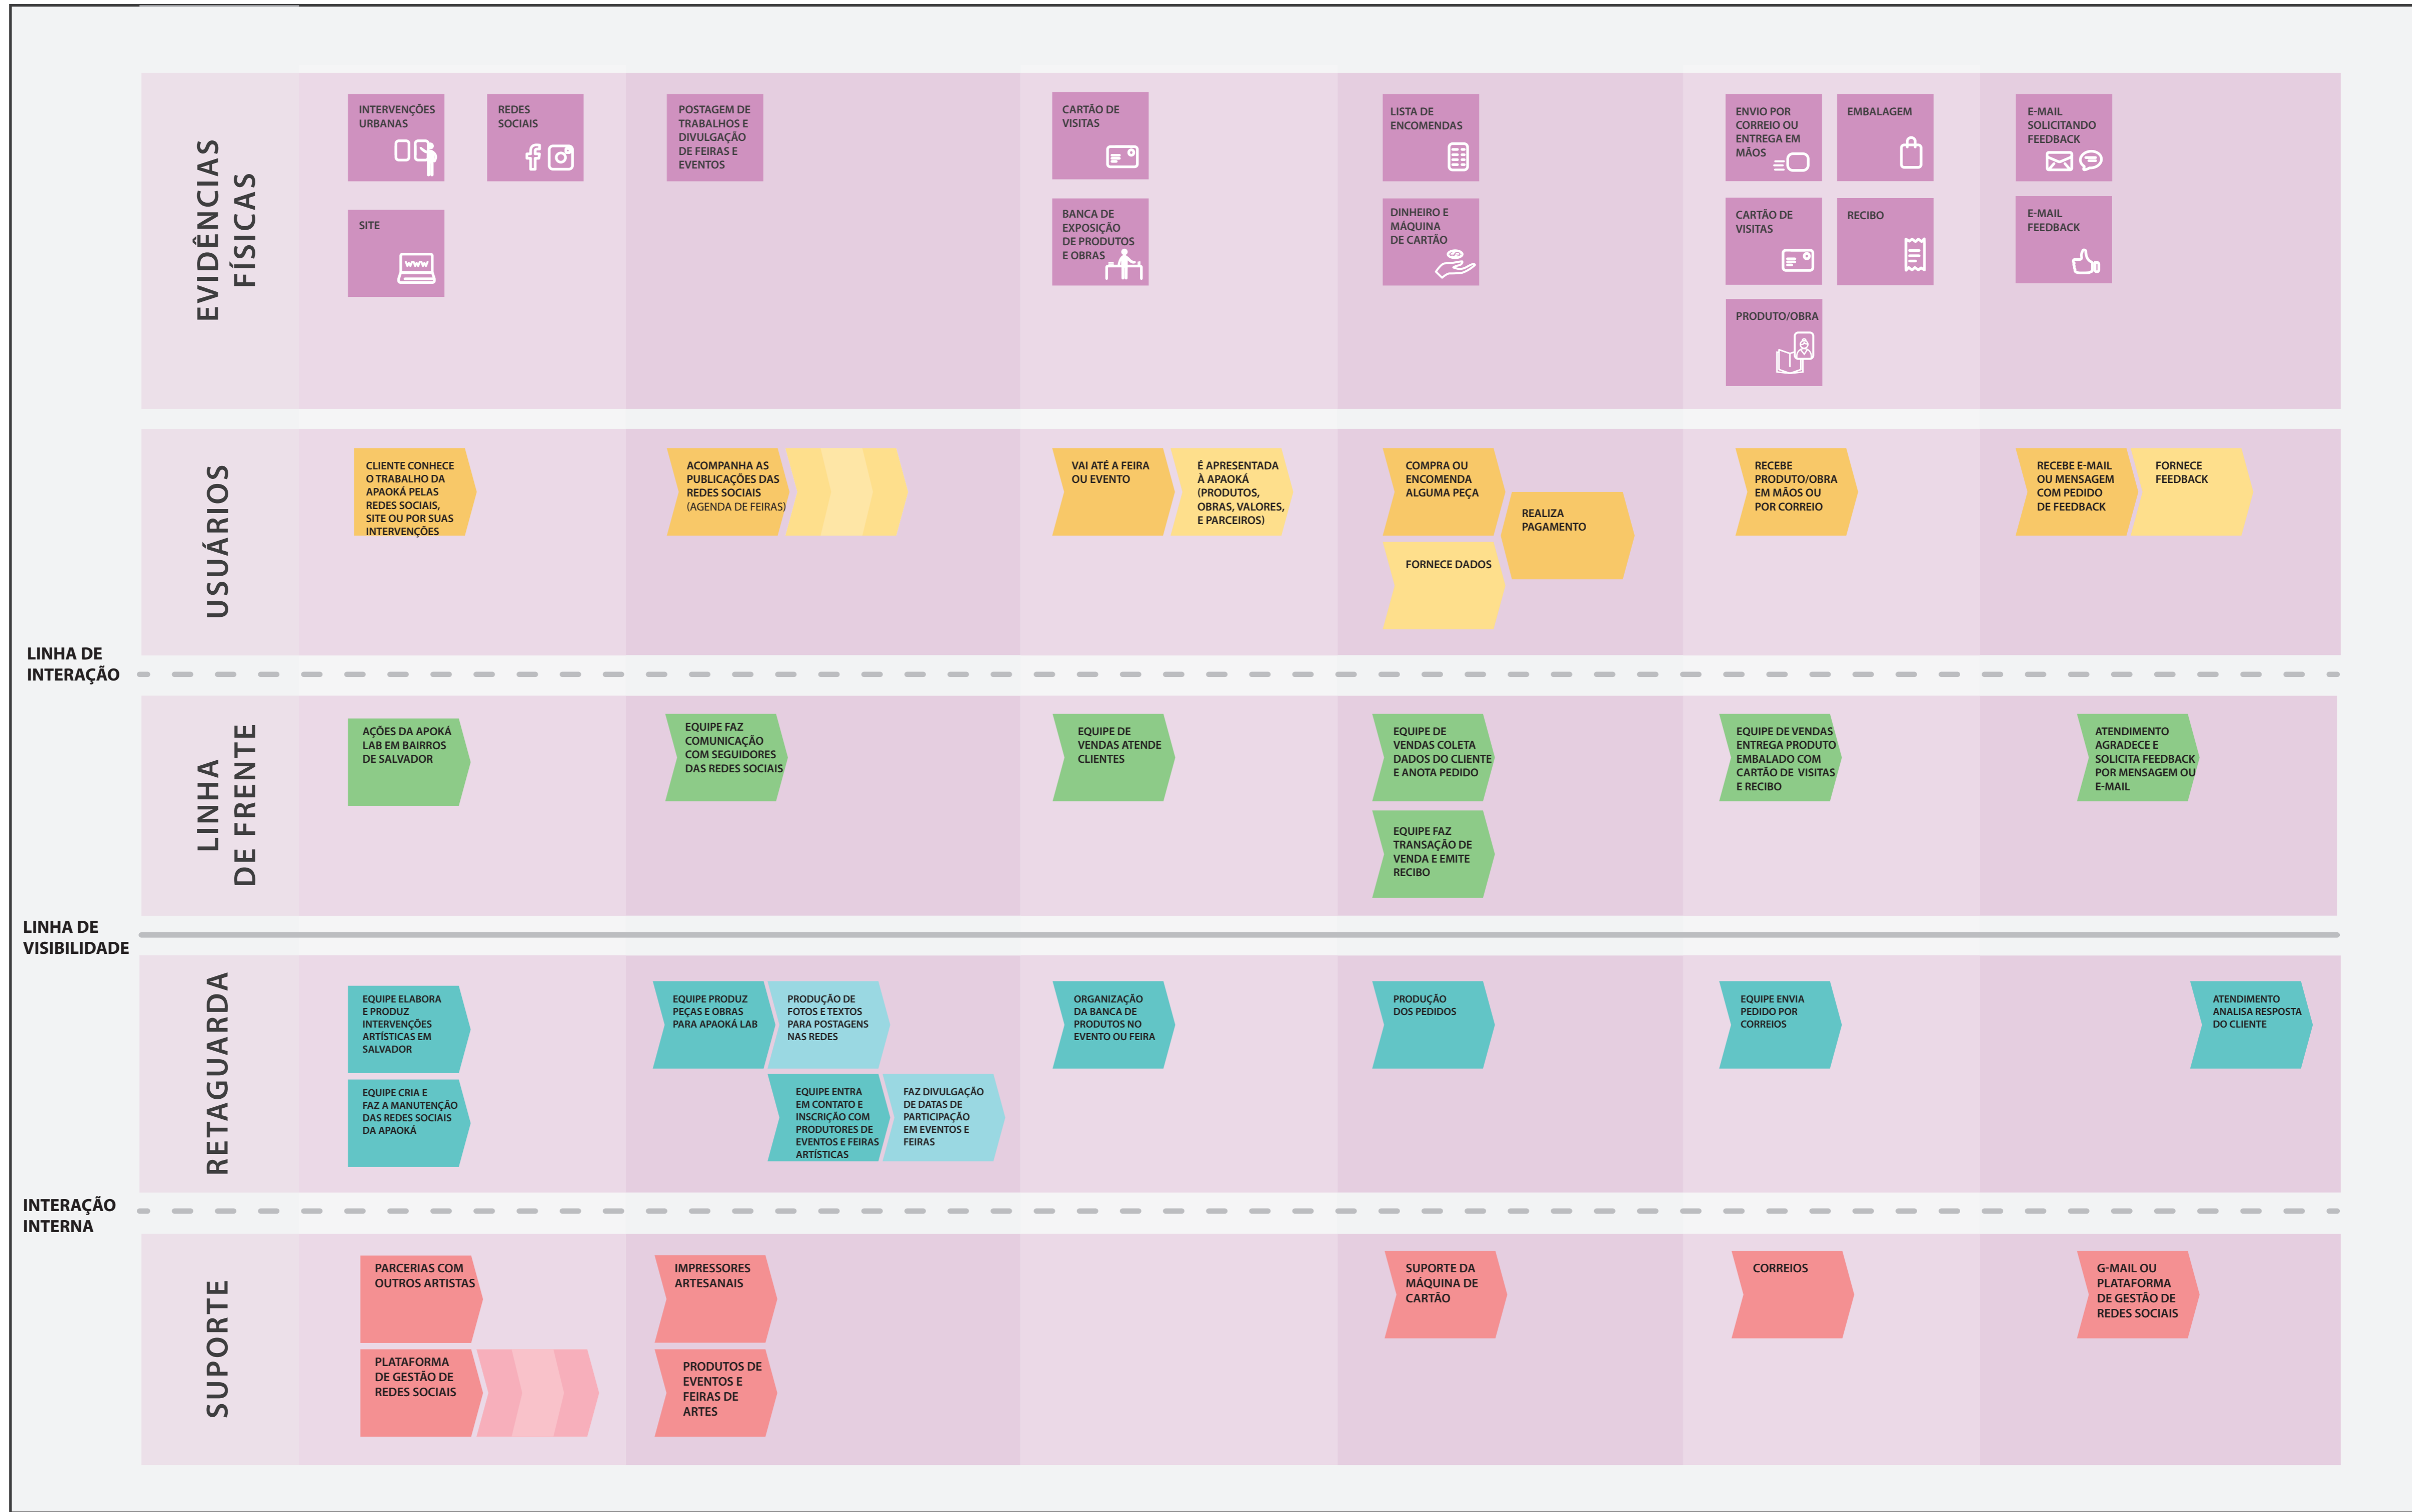 EVIDÊNCIAS
FÍSICAS
INTERVENÇÕES
URBANAS
REDES
SOCIAIS
SITE
WWW
POSTAGEM DE
TRABALHOS E
DIVULGAÇÃO
DE FEIRAS E
EVENTOS
CARTÃO DE
VISITAS
BANCA DE
EXPOSIÇÃO
DE PRODUTOS
E OBRAS
LISTA DE
ENCOMENDAS
DINHEIRO E
MÁQUINA
DE CARTÃO
ENVIO POR
CORREIO OU
ENTREGA EM
MÃOS
EMBALAGEM
CARTÃO DE
VISITAS
RECIBO
PRODUTO/OBRA
E-MAIL
SOLICITANDO
FEEDBACK
E-MAIL
FEEDBACK
USUÁRIOS
CLIENTE CONHECE
O TRABALHO DA
APAOKÁ PELAS
REDES SOCIAIS,
SITE OU POR SUAS
INTERVENÇÕES
ACOMPANHA AS
PUBLICAÇÕES DAS
REDES SOCIAIS
(AGENDA DE FEIRAS)
VAI ATÉ A FEIRA
OU EVENTO
É APRESENTADA
À APAOKÁ
(PRODUTOS,
OBRAS, VALORES,
E PARCEIROS)
COMPRA OU
ENCOMENDA
ALGUMA PEÇA
REALIZA
PAGAMENTO
FORNECE DADOS
RECEBE
PRODUTO/OBRA
EM MÃOS OU
POR CORREIO
RECEBE E-MAIL
OU MENSAGEM
COM PEDIDO
DE FEEDBACK
FORNECE
FEEDBACK
LINHA DE
INTERAÇÃO
LINHA
DE FRENTE
AÇÕES DA APOKÁ
LAB EM BAIRROS
DE SALVADOR
EQUIPE FAZ
COMUNICAÇÃO
COM SEGUIDORES
DAS REDES SOCIAIS
EQUIPE DE
VENDAS ATENDE
CLIENTES
EQUIPE DE
VENDAS COLETA
DADOS DO CLIENTE
E ANOTA PEDIDO
EQUIPE FAZ
TRANSAÇÃO DE
VENDA E EMITE
RECIBO
EQUIPE DE VENDAS
ENTREGA PRODUTO
EMBALADO COM
CARTÃO DE VISITAS
E RECIBO
ATENDIMENTO
AGRADECE E
SOLICITA FEEDBACK
POR MENSAGEM OU
E-MAIL
LINHA DE
VISIBILIDADE
RETAGUARDA
EQUIPE ELABORA
E PRODUZ
INTERVENÇÕES
ARTÍSTICAS EM
SALVADOR
EQUIPE CRIA E
FAZ A MANUTENÇÃO
DAS REDES SOCIAIS
DA APAOKÁ
EQUIPE PRODUZ
PEÇAS E OBRAS
PARA APAOKÁ LAB
PRODUÇÃO DE
FOTOS E TEXTOS
PARA POSTAGENS
NAS REDES
EQUIPE ENTRA
EM CONTATO E
INSCRIÇÃO COM
PRODUTORES DE
EVENTOS E FEIRAS
ARTÍSTICAS
FAZ DIVULGAÇÃO
DE DATAS DE
PARTICIPAÇÃO
EM EVENTOS E
FEIRAS
ORGANIZAÇÃO
DA BANCA DE
PRODUTOS NO
EVENTO OU FEIRA
PRODUÇÃO
DOS PEDIDOS
EQUIPE ENVIA
PEDIDO POR
CORREIOS
ATENDIMENTO
ANALISA RESPOSTA
DO CLIENTE
INTERAÇÃO
INTERNA
SUPORTE
PARCERIAS COM
OUTROS ARTISTAS
PLATAFORMA
DE GESTÃO DE
REDES SOCIAIS
IMPRESSORES
ARTESANAIS
PRODUTOS DE
EVENTOS E
FEIRAS DE
ARTES
SUPORTE DA
MÁQUINA DE
CARTÃO
CORREIOS
G-MAIL OU
PLATAFORMA
DE GESTÃO DE
REDES SOCIAIS